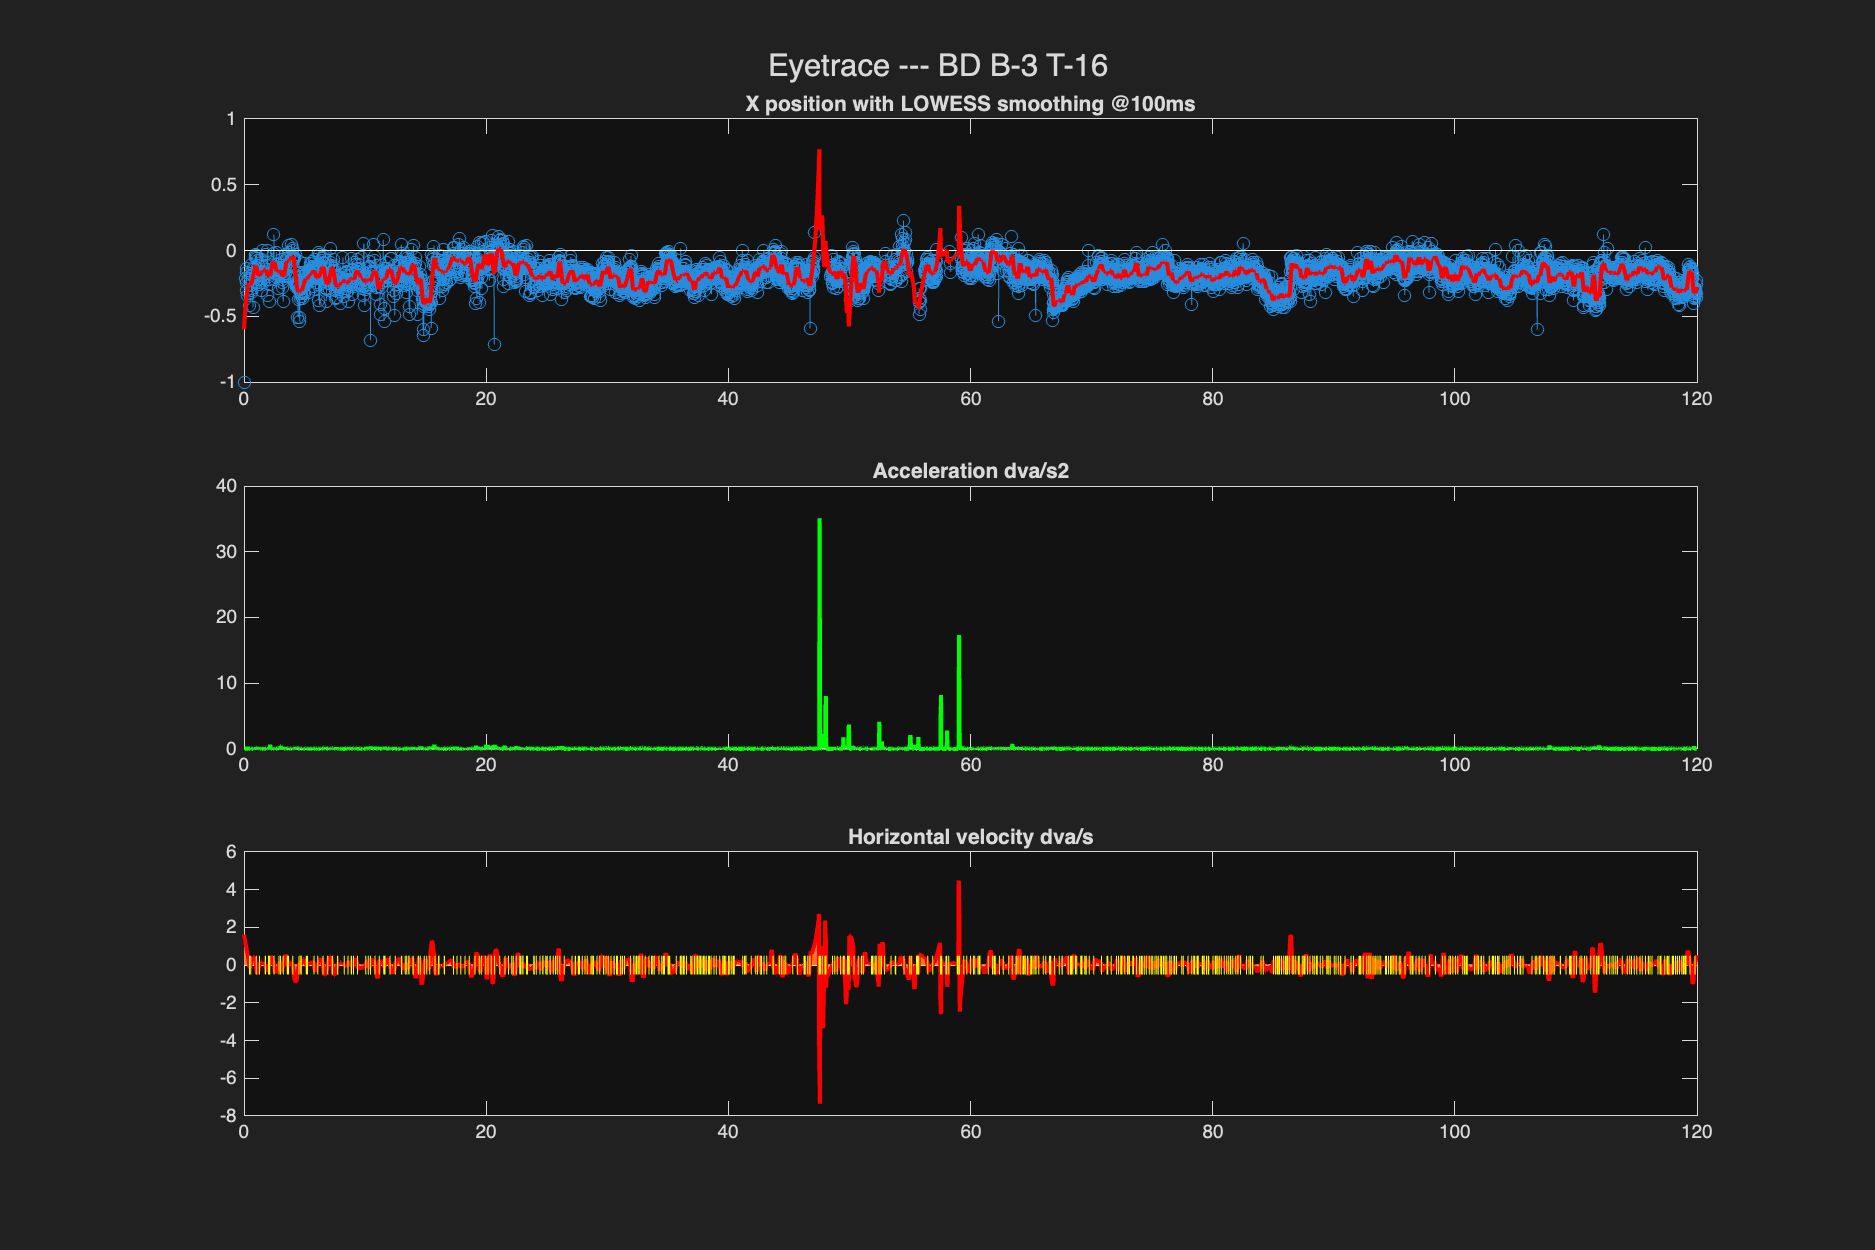 Eyetrace --- BD B-3 T-16
X position with LOWESS smoothing @100ms
1
0.5
0
-0.5
-1
0 20 40 60 80 100 120
Acceleration dva/s2
40
30
20
10
0
0 20 40 60 80 100 120
Horizontal velocity dva/s
6
4
2
0
-2
-4
-6
-8
0 20 40 60 80 100 120